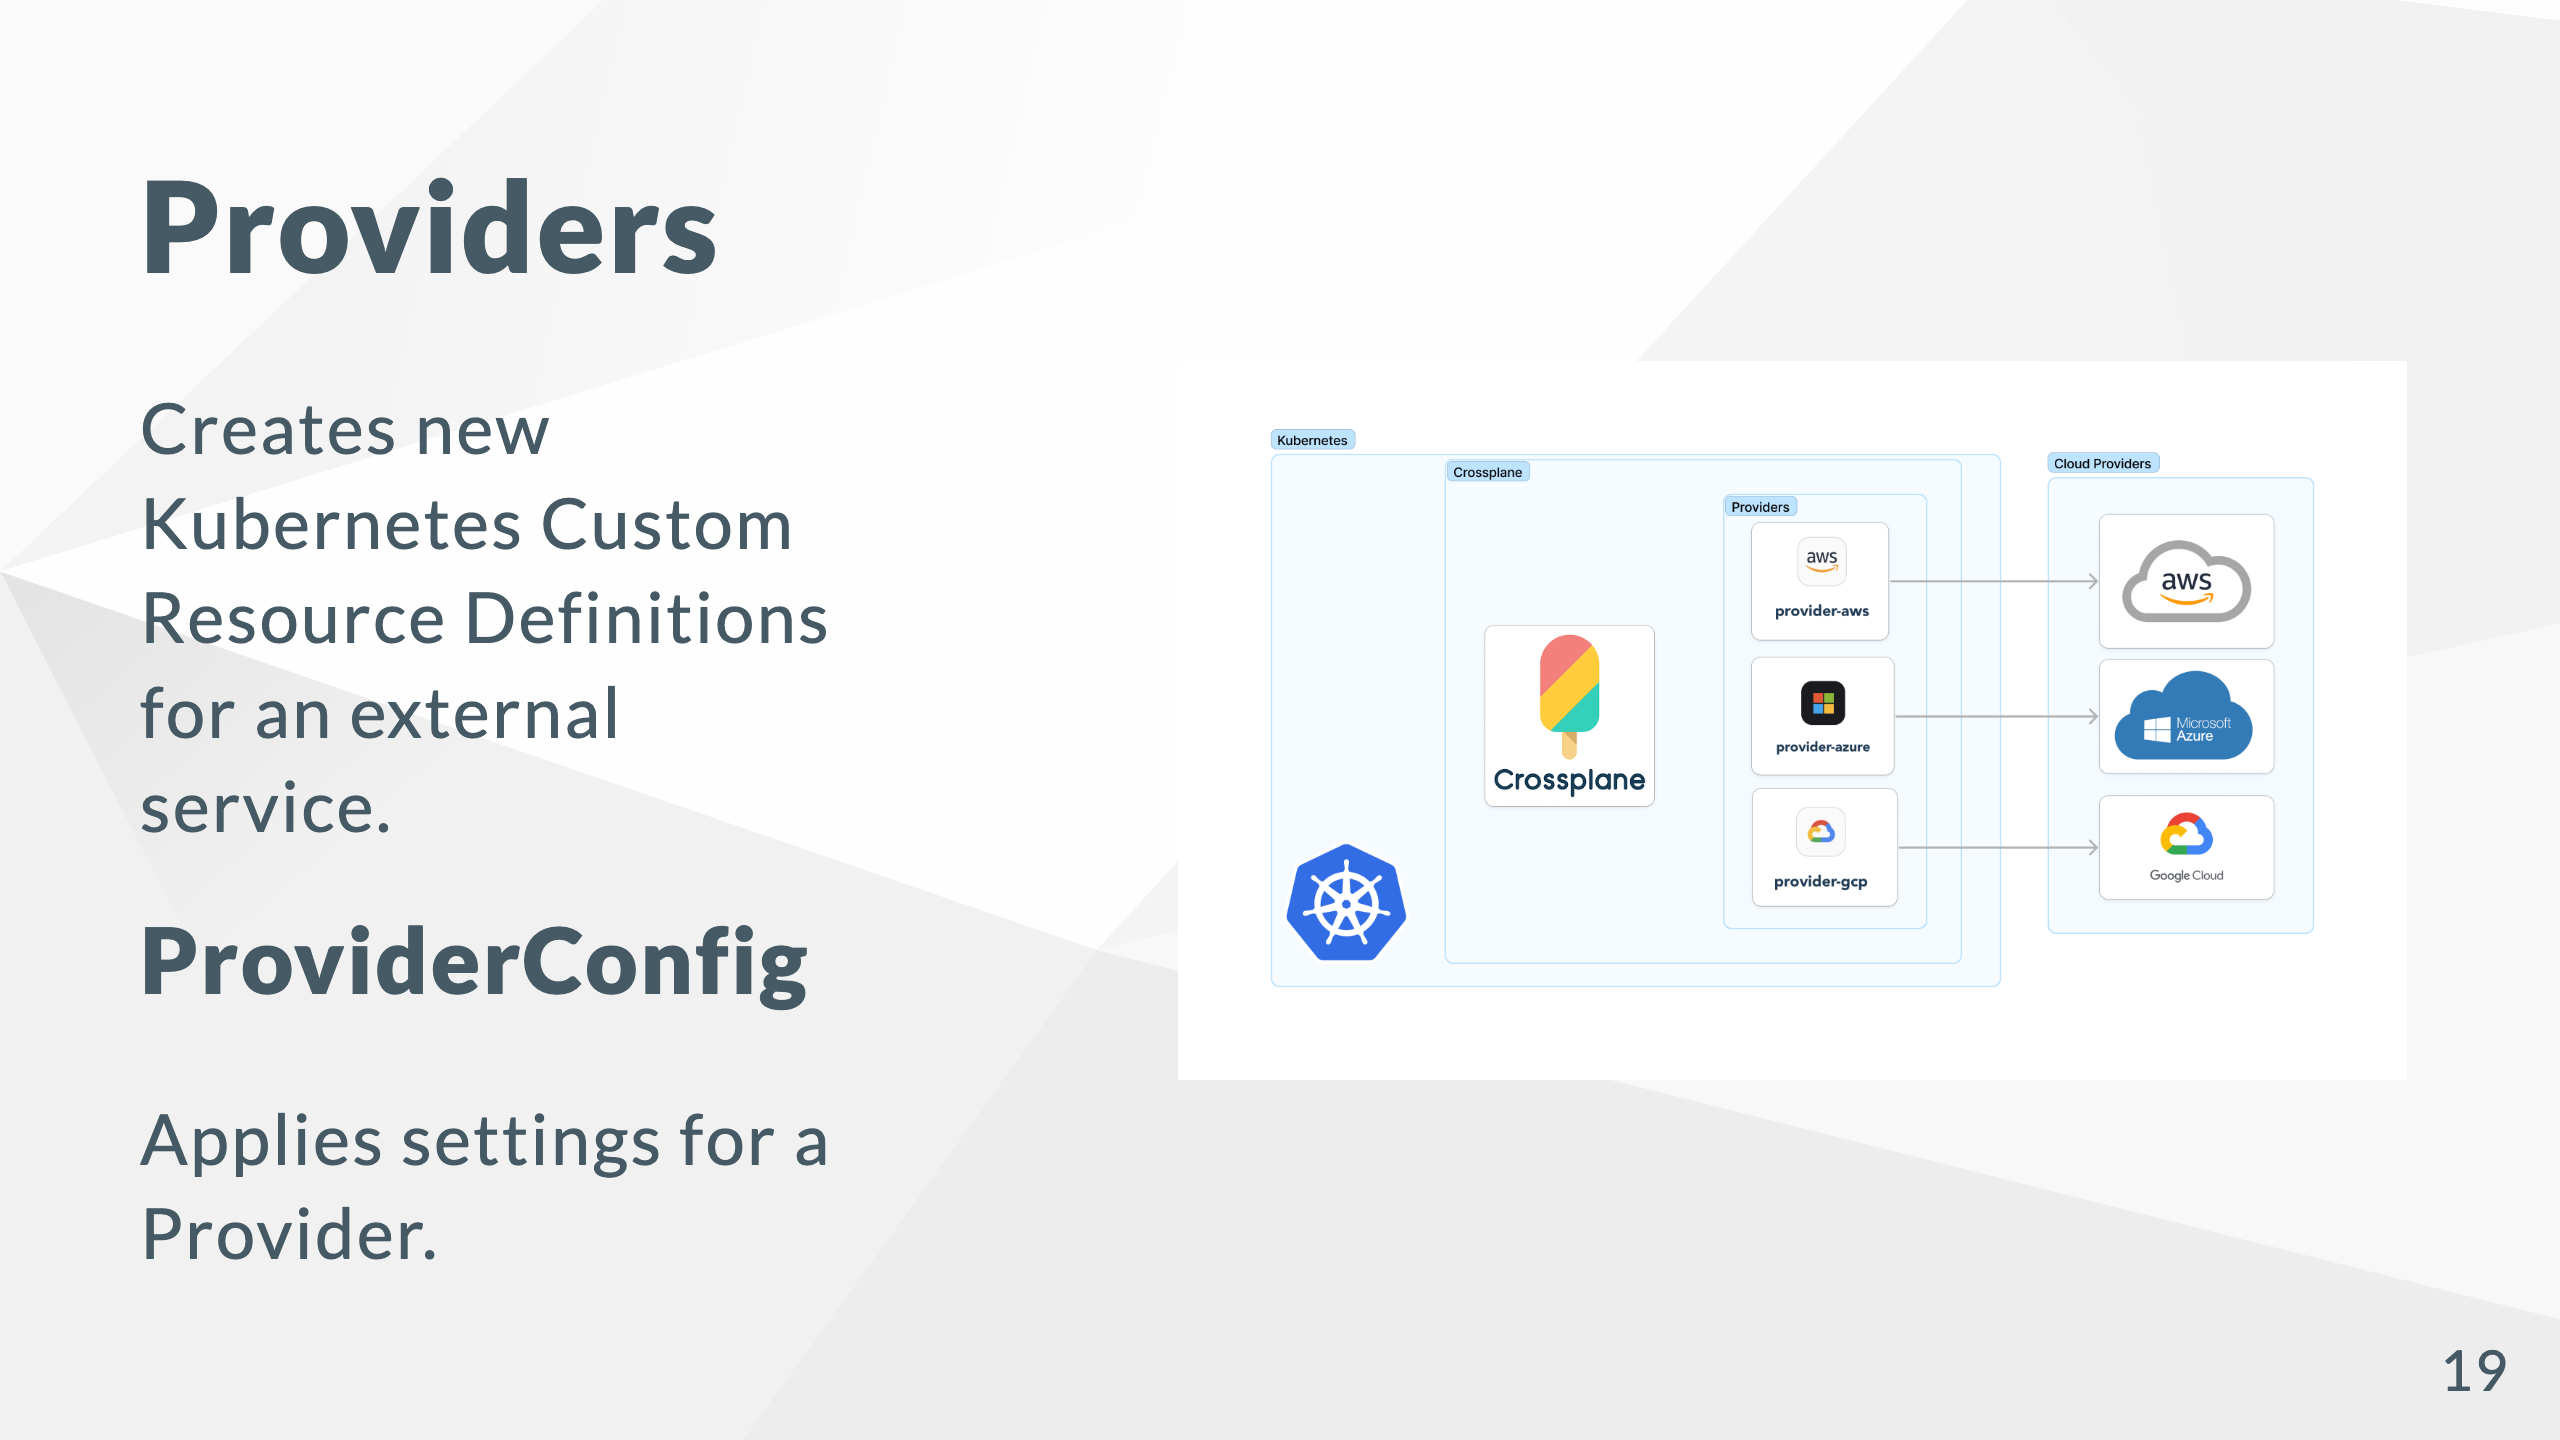 Providers
Creates new
Kubernetes Custom
Resource Definitions
for an external
service.
ProviderConfig
Applies settings for a
Provider.
Kubernetes
Crossplane
Providers
aws
provider-aws
provider-azure
provider-gcp
Crossplane
Cloud Providers
aws
Microsoft
Azure
Google Cloud
19